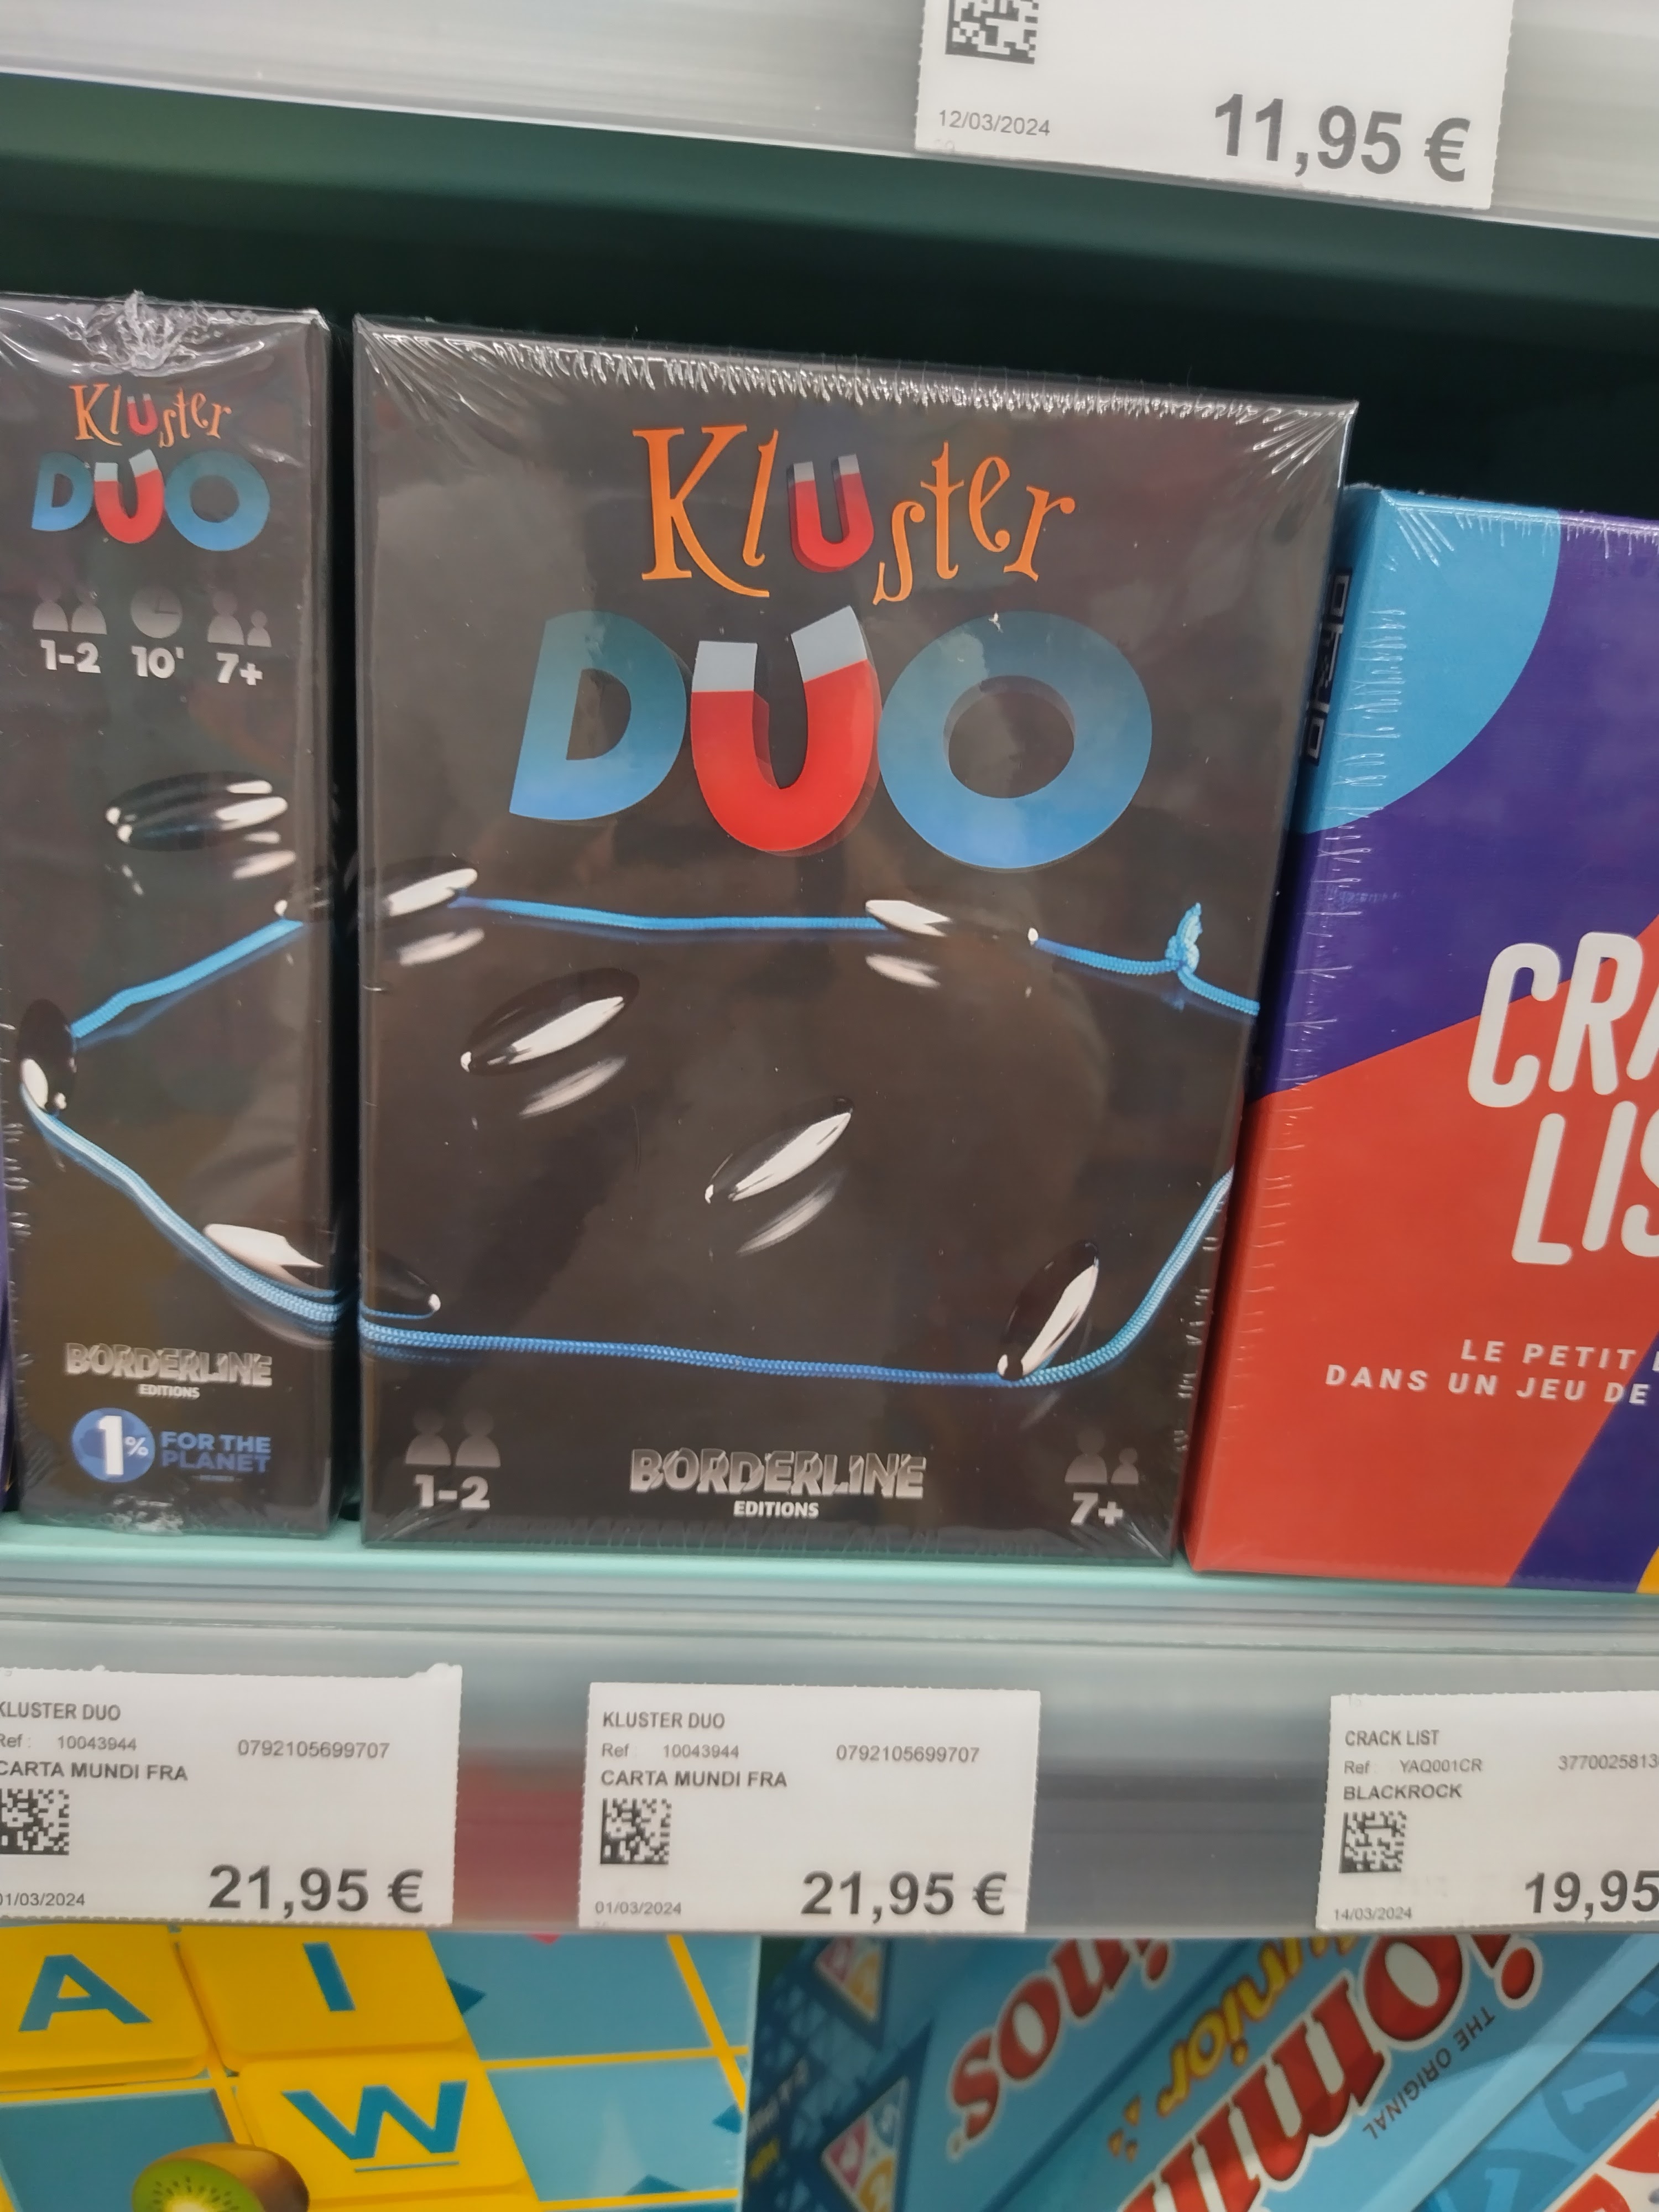 12/03/2024
11,95 €
Kluster
DUO
1-2 10' 7+
BORDERLINE
EDITIONS
1% FOR THE
PLANET
Kluster
DUO
1-2
BORDERLINE
EDITIONS
7+
CRA
LIS
LE PETIT
DANS UN JEU DE
KLUSTER DUO
Ref : 10043944 0792105699707
CARTA MUNDI FRA
01/03/2024
21,95 €
KLUSTER DUO
Ref : 10043944 0792105699707
CARTA MUNDI FRA
01/03/2024
21,95 €
CRACK LIST
Ref YAQ001CR 3770025813
BLACKROCK
14/03/2024
19,95
A I
W
THE ORIGINAL